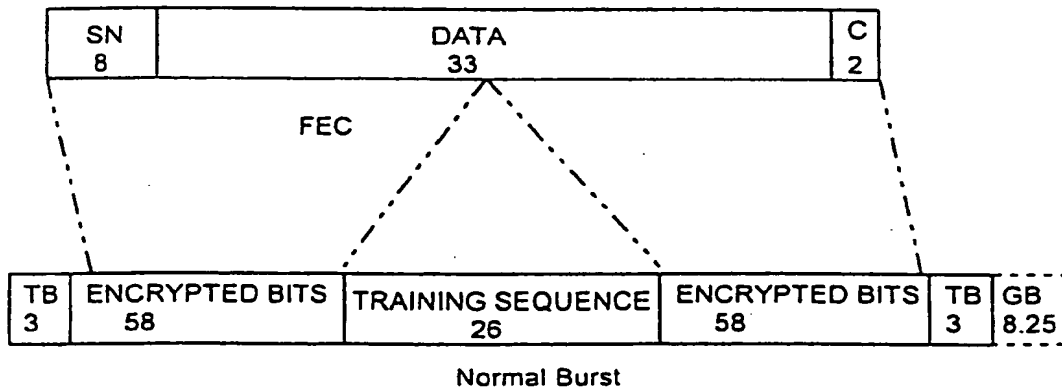 SN DATA C
8 33 2
FEC
TB ENCRYPTED BITS TRAINING SEQUENCE ENCRYPTED BITS TB GB
3 58 26 58 3 8.25
Normal Burst